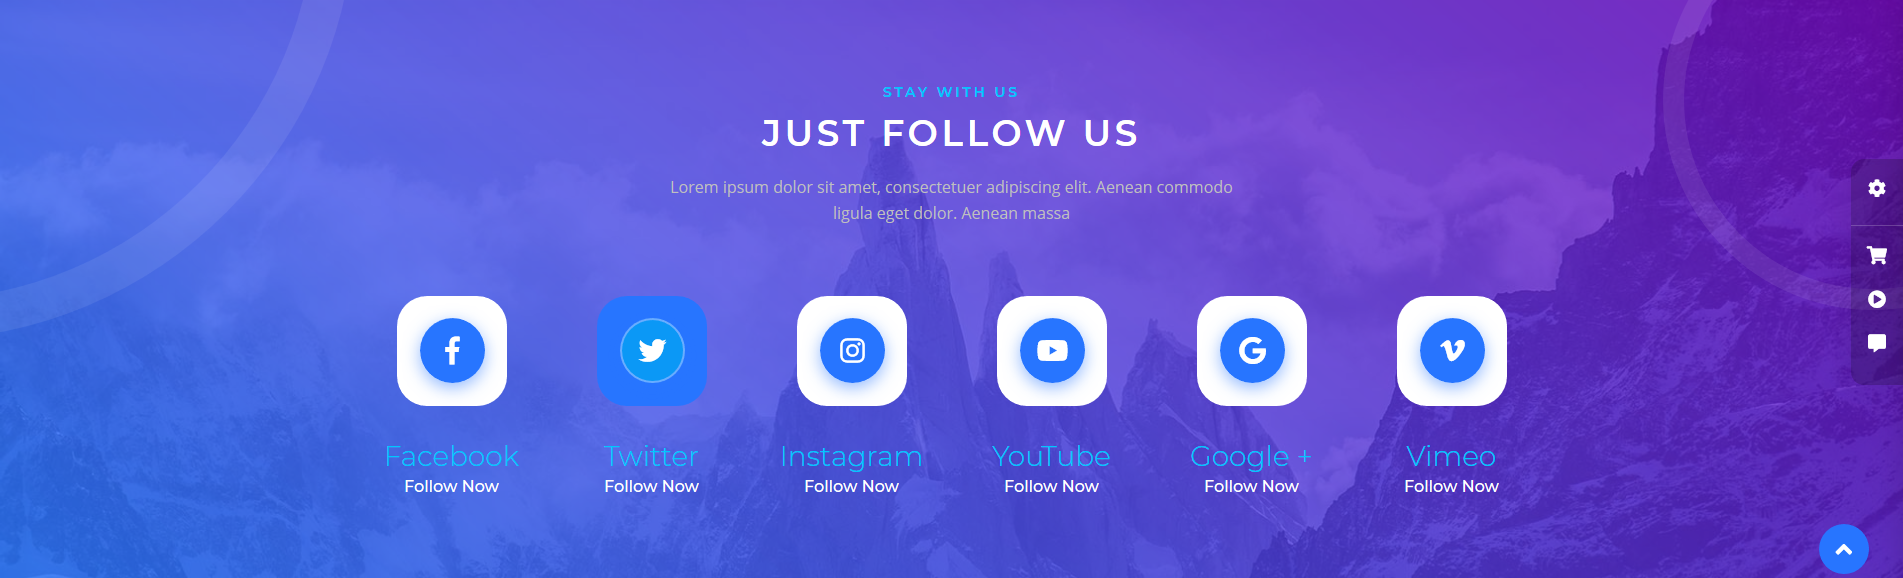 STAY WITH US
JUST FOLLOW US
Lorem ipsum dolor sit amet, consectetuer adipiscing elit. Aenean commodo
ligula eget dolor. Aenean massa
Facebook
Follow Now
Twitter
Follow Now
Instagram
Follow Now
YouTube
Follow Now
Google +
Follow Now
Vimeo
Follow Now